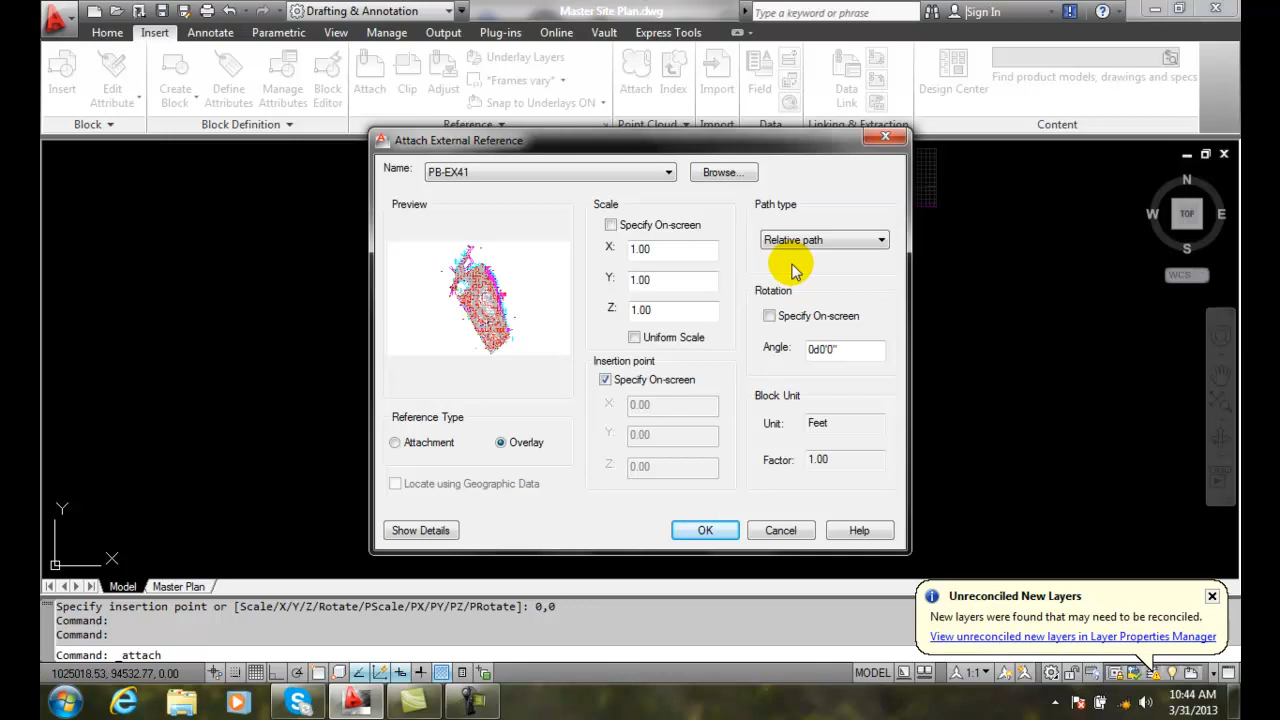 Drafting & Annotation
Master Site Plan.dwg
Type a keyword or phrase
Sign In
Home Insert Annotate Parametric View Manage Output Plug-ins Online Vault Express Tools
Insert
Edit
Attribute
Create
Block
Define
Attributes
Manage
Attributes
Block
Editor
Attach
Clip
Adjust
Underlay Layers
*Frames vary*
Snap to Underlays ON
Attach
Index
Import
Field
Data
Link
Design Center
Find product models, drawings and specs
Block
Block Definition
Reference
Point Cloud
Import
Data
Linking & Extraction
Content
Attach External Reference
Name: PB-EX41 Browse...
Preview
Scale
Specify On-screen
X: 1.00
Y: 1.00
Z: 1.00
Uniform Scale
Path type
Relative path
Rotation
Specify On-screen
Angle: 0d0'0"
Insertion point
Specify On-screen
X: 0.00
Y: 0.00
Z: 0.00
Block Unit
Unit: Feet
Factor: 1.00
Reference Type
Attachment Overlay
Locate using Geographic Data
Show Details OK Cancel Help
N
W TOP E
S
WCS
Y
X
Model Master Plan
Specify insertion point or [Scale/X/Y/Z/Rotate/PScale/PX/PY/PZ/PRotate]: 0,0
Command:
Command:
Command: _attach
Unreconciled New Layers
New layers were found that may need to be reconciled.
View unreconciled new layers in Layer Properties Manager
1025018.53, 94532.77, 0.00
MODEL
1:1
10:44 AM
3/31/2013